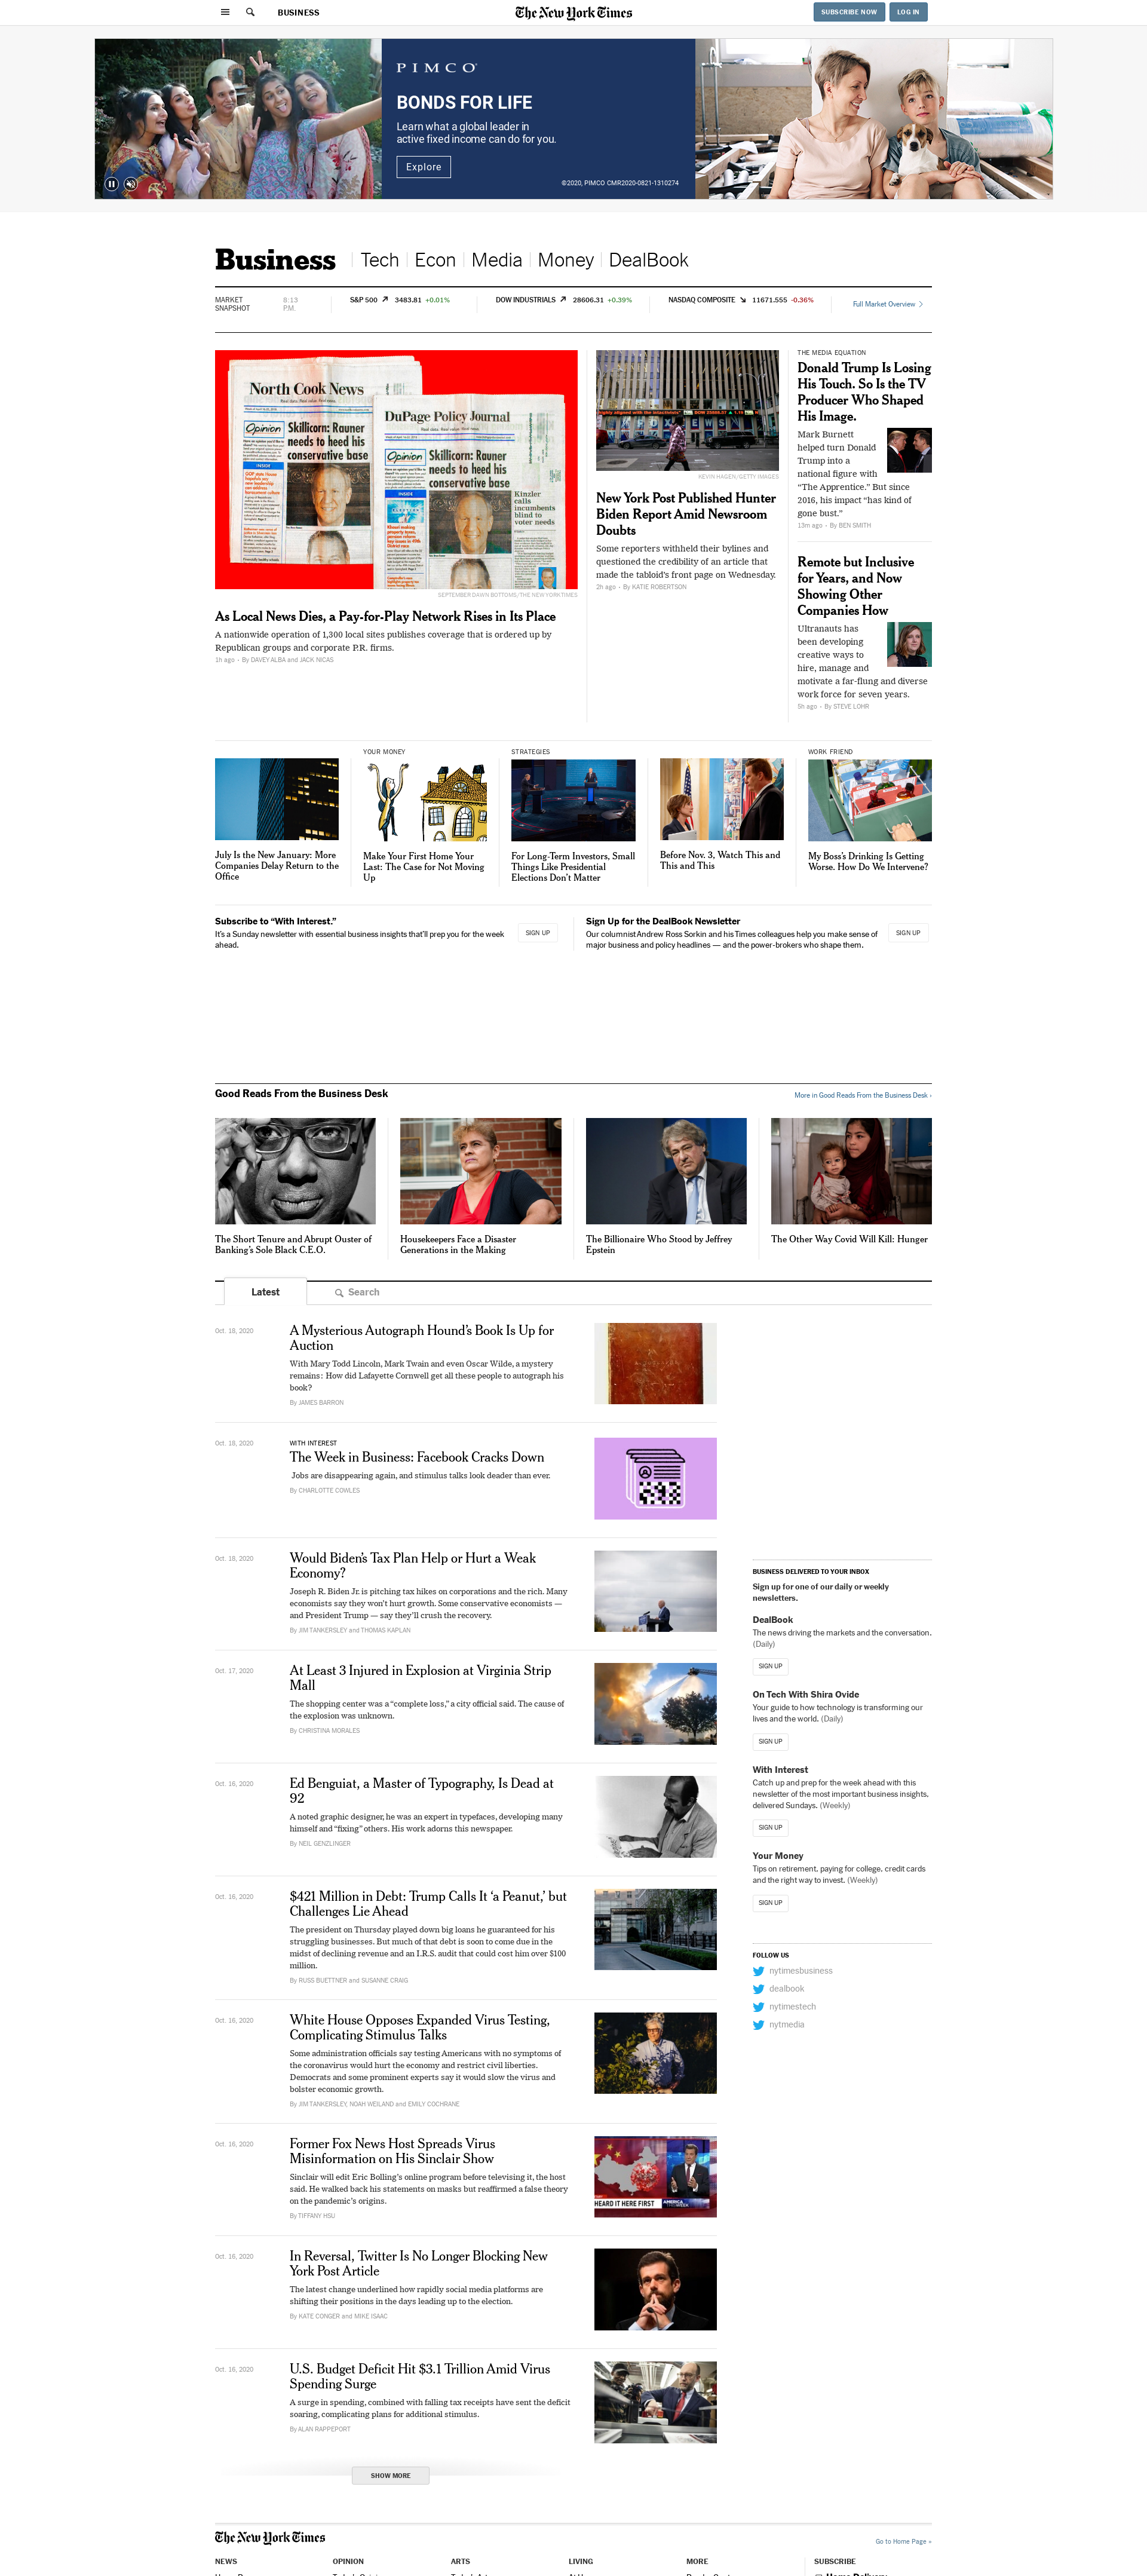 BUSINESS
The New York Times
SUBSCRIBE NOW
LOG IN
PIMCO
BONDS FOR LIFE
Learn what a global leader in
active fixed income can do for you.
Explore
©2020, PIMCO CMR2020-0821-1310274
Business
Tech
Econ
Media
Money
DealBook
MARKET
SNAPSHOT
8:13
P.M.
S&P 500 3483.81 +0.01%
DOW INDUSTRIALS 28606.31 +0.39%
NASDAQ COMPOSITE 11671.555 -0.36%
Full Market Overview
North Cook News
Opinion
Skillicorn: Rauner
needs to heed his
conservative base
INSIDE
DuPage Policy Journal
Opinion
Skillicorn: Rauner
needs to heed his
conservative base
INSIDE
Kinzler
calls
incumbents
blind to
voter needs
SEPTEMBER DAWN BOTTOMS/THE NEW YORK TIMES
As Local News Dies, a Pay-for-Play Network Rises in Its Place
A nationwide operation of 1,300 local sites publishes coverage that is ordered up by
Republican groups and corporate P.R. firms.
1h ago · By DAVEY ALBA and JACK NICAS
KEVIN HAGEN/GETTY IMAGES
New York Post Published Hunter
Biden Report Amid Newsroom
Doubts
Some reporters withheld their bylines and
questioned the credibility of an article that
made the tabloid's front page on Wednesday.
2h ago · By KATIE ROBERTSON
THE MEDIA EQUATION
Donald Trump Is Losing
His Touch. So Is the TV
Producer Who Shaped
His Image.
Mark Burnett
helped turn Donald
Trump into a
national figure with
“The Apprentice.” But since
2016, his impact “has kind of
gone bust.”
13m ago · By BEN SMITH
Remote but Inclusive
for Years, and Now
Showing Other
Companies How
Ultranauts has
been developing
creative ways to
hire, manage and
motivate a far-flung and diverse
work force for seven years.
5h ago · By STEVE LOHR
July Is the New January: More
Companies Delay Return to the
Office
YOUR MONEY
Make Your First Home Your
Last: The Case for Not Moving
Up
STRATEGIES
For Long-Term Investors, Small
Things Like Presidential
Elections Don’t Matter
Before Nov. 3, Watch This and
This and This
WORK FRIEND
My Boss’s Drinking Is Getting
Worse. How Do We Intervene?
Subscribe to “With Interest.”
It’s a Sunday newsletter with essential business insights that’ll prep you for the week
ahead.
SIGN UP
Sign Up for the DealBook Newsletter
Our columnist Andrew Ross Sorkin and his Times colleagues help you make sense of
major business and policy headlines — and the power-brokers who shape them.
SIGN UP
Good Reads From the Business Desk
More in Good Reads From the Business Desk ›
The Short Tenure and Abrupt Ouster of
Banking’s Sole Black C.E.O.
Housekeepers Face a Disaster
Generations in the Making
The Billionaire Who Stood by Jeffrey
Epstein
The Other Way Covid Will Kill: Hunger
Latest
Search
Oct. 18, 2020
A Mysterious Autograph Hound’s Book Is Up for
Auction
With Mary Todd Lincoln, Mark Twain and even Oscar Wilde, a mystery
remains: How did Lafayette Cornwell get all these people to autograph his
book?
By JAMES BARRON
Oct. 18, 2020
WITH INTEREST
The Week in Business: Facebook Cracks Down
Jobs are disappearing again, and stimulus talks look deader than ever.
By CHARLOTTE COWLES
Oct. 18, 2020
Would Biden’s Tax Plan Help or Hurt a Weak
Economy?
Joseph R. Biden Jr. is pitching tax hikes on corporations and the rich. Many
economists say they won’t hurt growth. Some conservative economists —
and President Trump — say they’ll crush the recovery.
By JIM TANKERSLEY and THOMAS KAPLAN
Oct. 17, 2020
At Least 3 Injured in Explosion at Virginia Strip
Mall
The shopping center was a “complete loss,” a city official said. The cause of
the explosion was unknown.
By CHRISTINA MORALES
Oct. 16, 2020
Ed Benguiat, a Master of Typography, Is Dead at
92
A noted graphic designer, he was an expert in typefaces, developing many
himself and “fixing” others. His work adorns this newspaper.
By NEIL GENZLINGER
Oct. 16, 2020
$421 Million in Debt: Trump Calls It ‘a Peanut,’ but
Challenges Lie Ahead
The president on Thursday played down big loans he guaranteed for his
struggling businesses. But much of that debt is soon to come due in the
midst of declining revenue and an I.R.S. audit that could cost him over $100
million.
By RUSS BUETTNER and SUSANNE CRAIG
Oct. 16, 2020
White House Opposes Expanded Virus Testing,
Complicating Stimulus Talks
Some administration officials say testing Americans with no symptoms of
the coronavirus would hurt the economy and restrict civil liberties.
Democrats and some prominent experts say it would slow the virus and
bolster economic growth.
By JIM TANKERSLEY, NOAH WEILAND and EMILY COCHRANE
Oct. 16, 2020
Former Fox News Host Spreads Virus
Misinformation on His Sinclair Show
Sinclair will edit Eric Bolling’s online program before televising it, the host
said. He walked back his statements on masks but reaffirmed a false theory
on the pandemic’s origins.
By TIFFANY HSU
HEARD IT HERE FIRST
AMERICA
Oct. 16, 2020
In Reversal, Twitter Is No Longer Blocking New
York Post Article
The latest change underlined how rapidly social media platforms are
shifting their positions in the days leading up to the election.
By KATE CONGER and MIKE ISAAC
Oct. 16, 2020
U.S. Budget Deficit Hit $3.1 Trillion Amid Virus
Spending Surge
A surge in spending, combined with falling tax receipts have sent the deficit
soaring, complicating plans for additional stimulus.
By ALAN RAPPEPORT
SHOW MORE
BUSINESS DELIVERED TO YOUR INBOX
Sign up for one of our daily or weekly
newsletters.
DealBook
The news driving the markets and the conversation.
(Daily)
SIGN UP
On Tech With Shira Ovide
Your guide to how technology is transforming our
lives and the world. (Daily)
SIGN UP
With Interest
Catch up and prep for the week ahead with this
newsletter of the most important business insights,
delivered Sundays. (Weekly)
SIGN UP
Your Money
Tips on retirement, paying for college, credit cards
and the right way to invest. (Weekly)
SIGN UP
FOLLOW US
nytimesbusiness
dealbook
nytimestech
nytmedia
The New York Times
Go to Home Page »
NEWS
OPINION
ARTS
LIVING
MORE
SUBSCRIBE